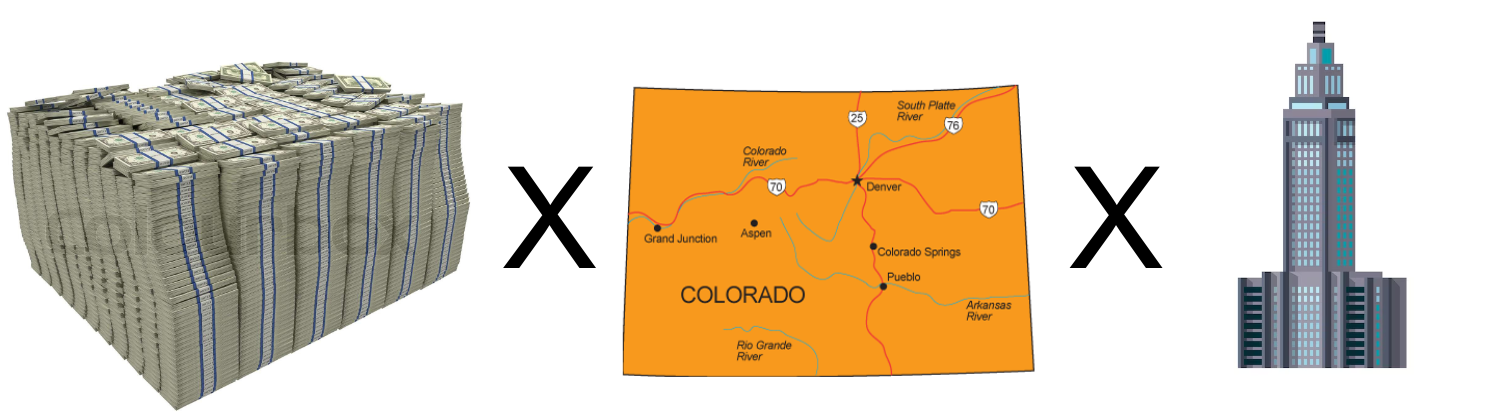 X
X
25
South Platte
River
76
Colorado
River
70
Denver
70
Grand Junction
Aspen
Colorado Springs
Pueblo
COLORADO
Arkansas
River
Rio Grande
River